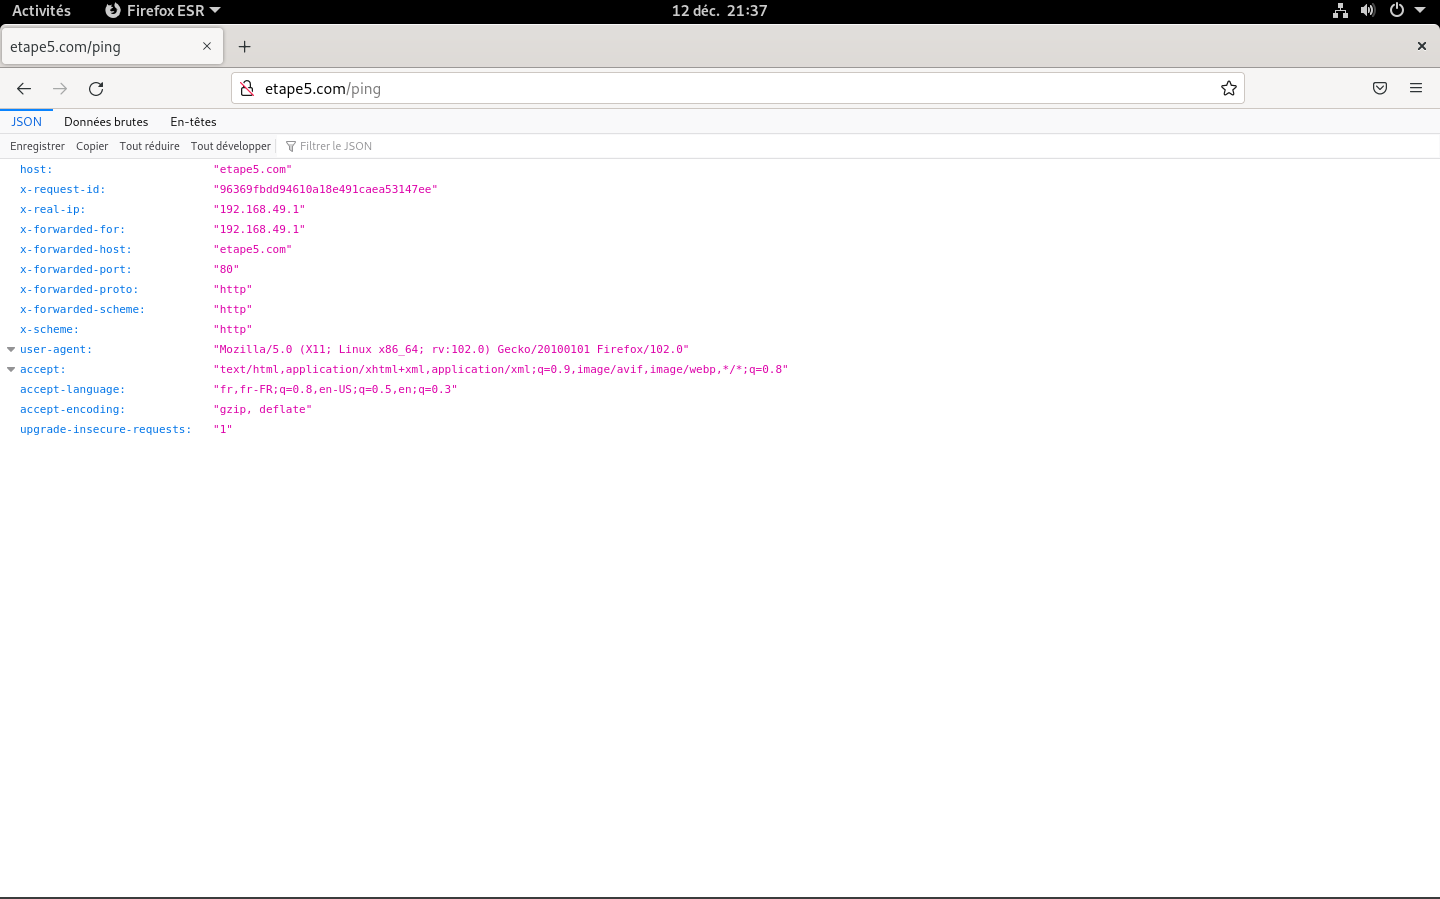 Activités Firefox ESR 12 déc. 21:37
etape5.com/ping
etape5.com/ping
JSON Données brutes En-têtes
Enregistrer Copier Tout réduire Tout développer Filtrer le JSON
host: "etape5.com"
x-request-id: "96369fbdd94610a18e491caea53147ee"
x-real-ip: "192.168.49.1"
x-forwarded-for: "192.168.49.1"
x-forwarded-host: "etape5.com"
x-forwarded-port: "80"
x-forwarded-proto: "http"
x-forwarded-scheme: "http"
x-scheme: "http"
user-agent: "Mozilla/5.0 (X11; Linux x86_64; rv:102.0) Gecko/20100101 Firefox/102.0"
accept: "text/html,application/xhtml+xml,application/xml;q=0.9,image/avif,image/webp,*/*;q=0.8"
accept-language: "fr,fr-FR;q=0.8,en-US;q=0.5,en;q=0.3"
accept-encoding: "gzip, deflate"
upgrade-insecure-requests: "1"